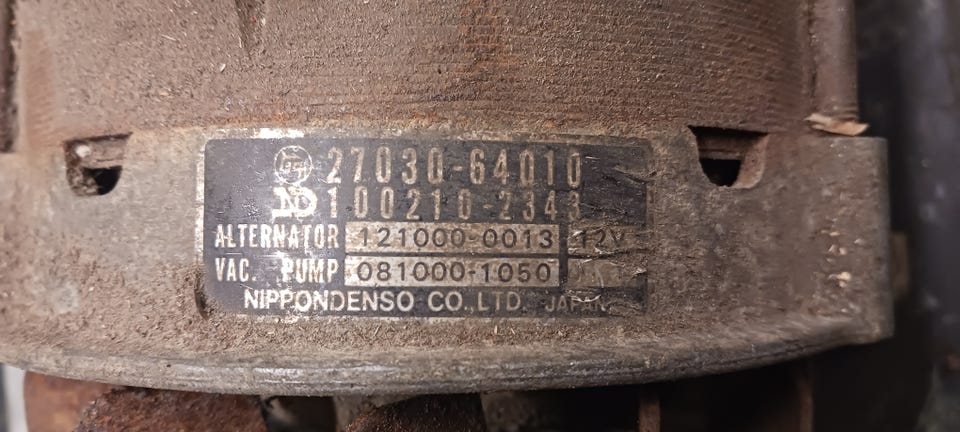 27030-64010
100210-2343
ALTERNATOR 121000-0013 12V
VAC. PUMP 081000-1050
NIPPONDENSO CO.,LTD. JAPAN